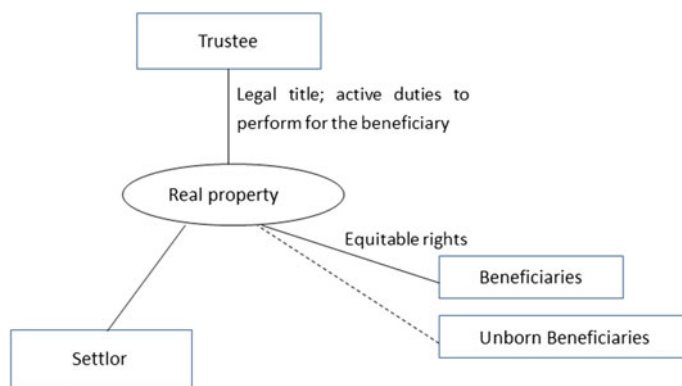 Trustee
Legal title; active duties to
perform for the beneficiary
Real property
Equitable rights
Beneficiaries
Unborn Beneficiaries
Settlor